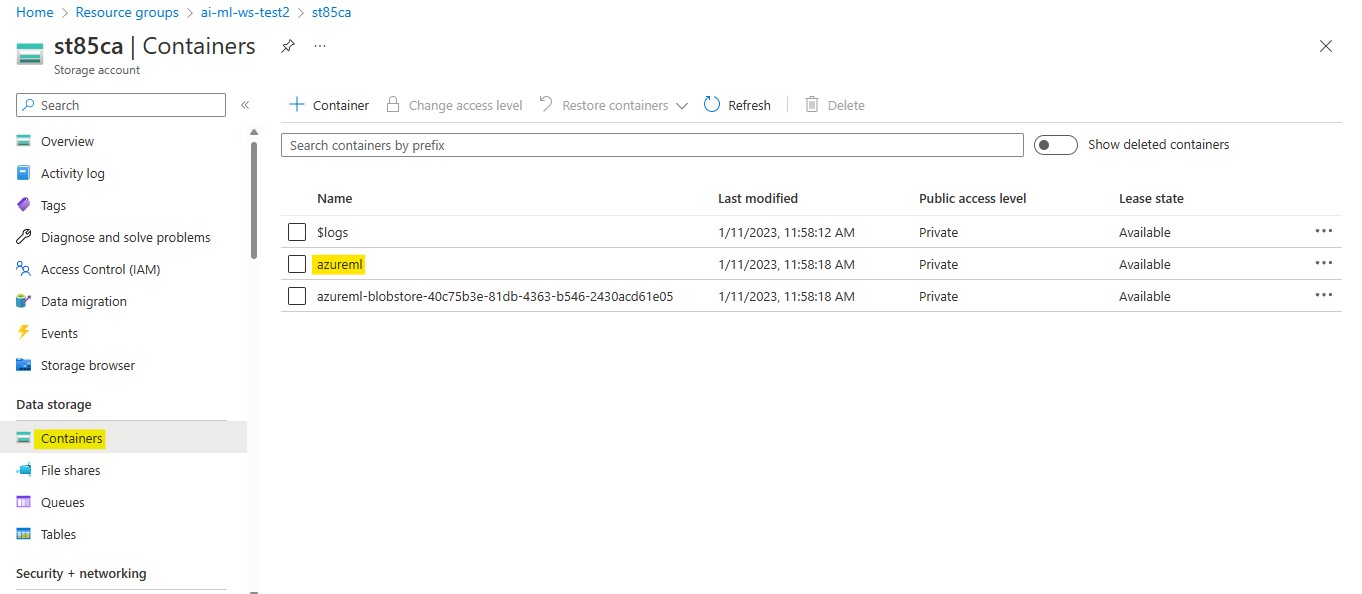 Home > Resource groups > ai-ml-ws-test2 > st85ca
st85ca | Containers
Storage account
Search
Overview
Activity log
Tags
Diagnose and solve problems
Access Control (IAM)
Data migration
Events
Storage browser
Data storage
Containers
File shares
Queues
Tables
Security + networking
Container Change access level Restore containers Refresh Delete
Search containers by prefix Show deleted containers
Name Last modified Public access level Lease state
$logs 1/11/2023, 11:58:12 AM Private Available
azureml 1/11/2023, 11:58:18 AM Private Available
azureml-blobstore-40c75b3e-81db-4363-b546-2430acd61e05 1/11/2023, 11:58:18 AM Private Available